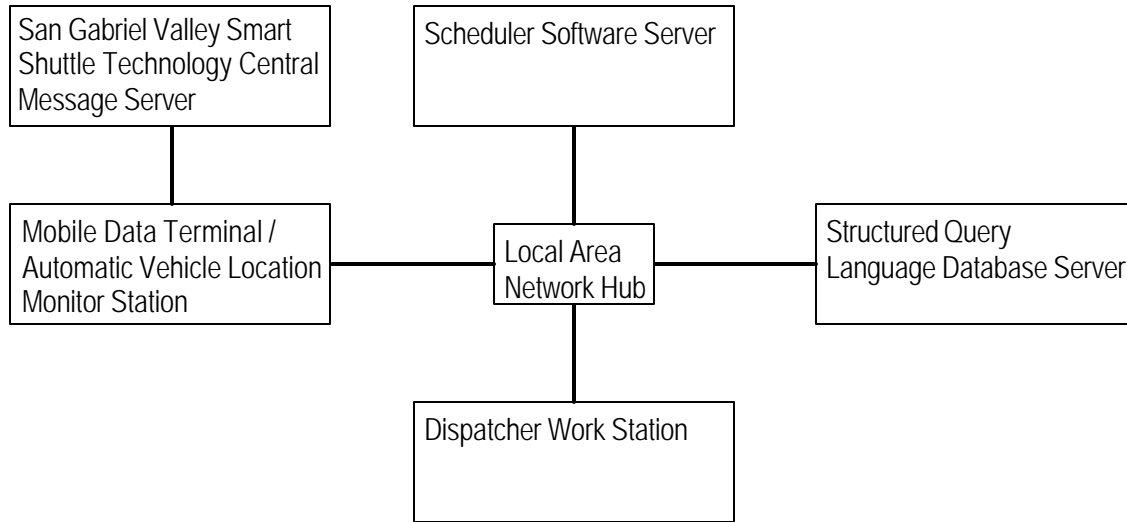 San Gabriel Valley Smart
Shuttle Technology Central
Message Server
Scheduler Software Server
Mobile Data Terminal /
Automatic Vehicle Location
Monitor Station
Local Area
Network Hub
Structured Query
Language Database Server
Dispatcher Work Station